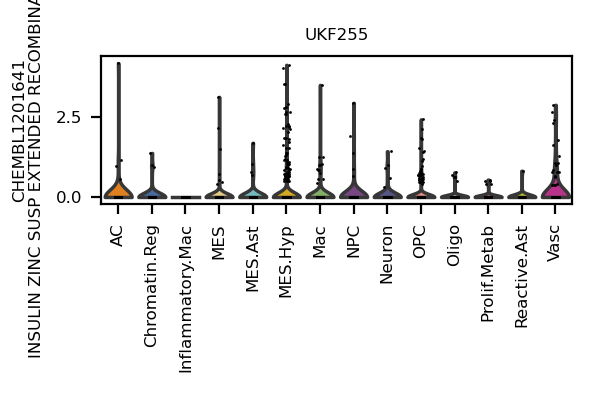 UKF255
CHEMBL1201641
INSULIN ZINC SUSP EXTENDED
2.5
0.0
AC
Chromatin.Reg
Inflammatory.Mac
MES
MES.Ast
MES.Hyp
Mac
NPC
Neuron
OPC
Oligo
Prolif.Metab
Reactive.Ast
Vasc